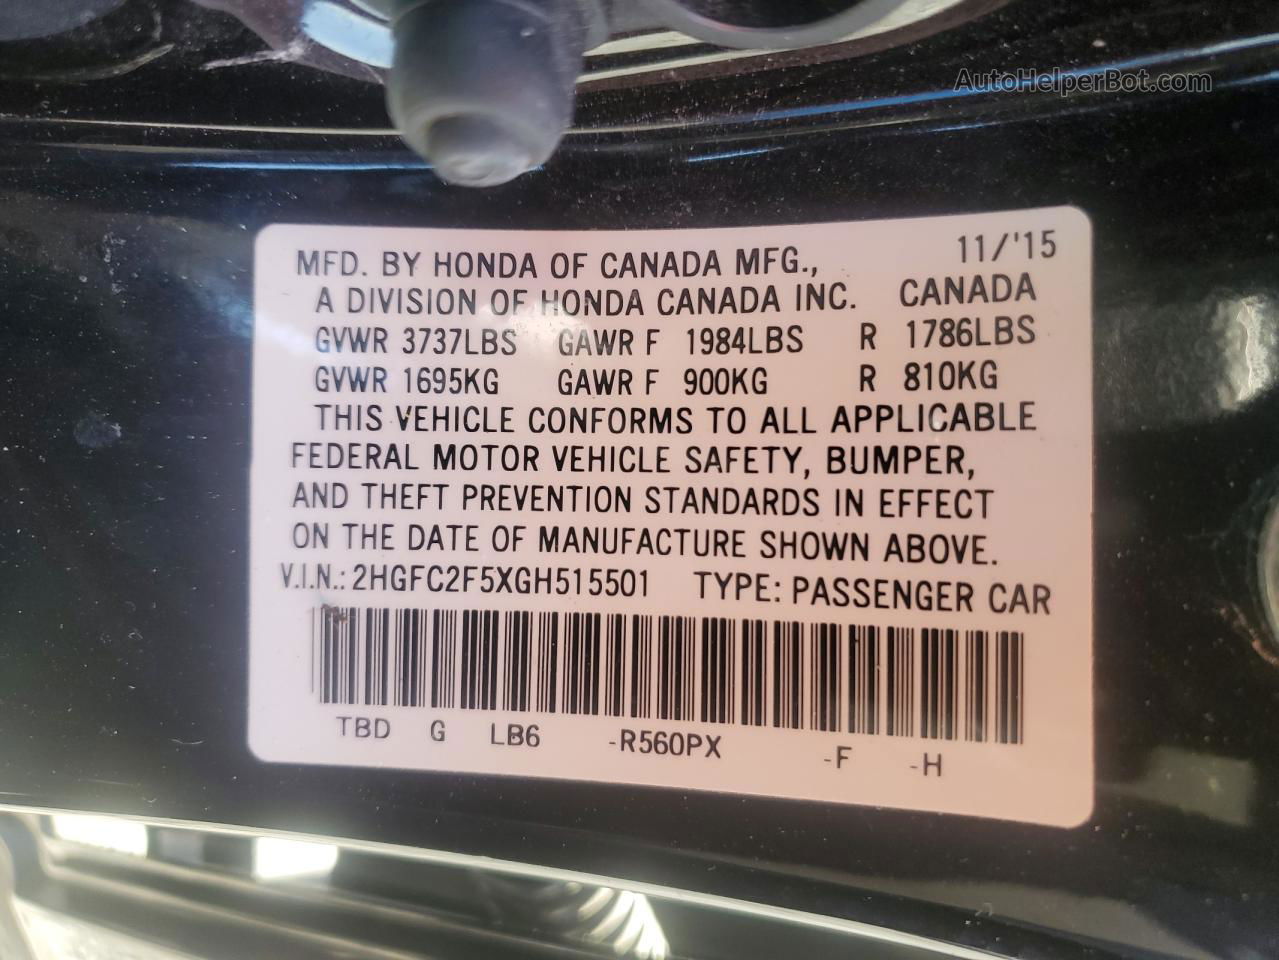 AutoHelperBot.com
MFD. BY HONDA OF CANADA MFG., 11/'15
A DIVISION OF HONDA CANADA INC. CANADA
GVWR 3737LBS GAWR F 1984LBS R 1786LBS
GVWR 1695KG GAWR F 900KG R 810KG
THIS VEHICLE CONFORMS TO ALL APPLICABLE
FEDERAL MOTOR VEHICLE SAFETY, BUMPER,
AND THEFT PREVENTION STANDARDS IN EFFECT
ON THE DATE OF MANUFACTURE SHOWN ABOVE.
V.I.N.: 2HGFC2F5XGH515501 TYPE: PASSENGER CAR
TBD G LB6 -R560PX -F -H